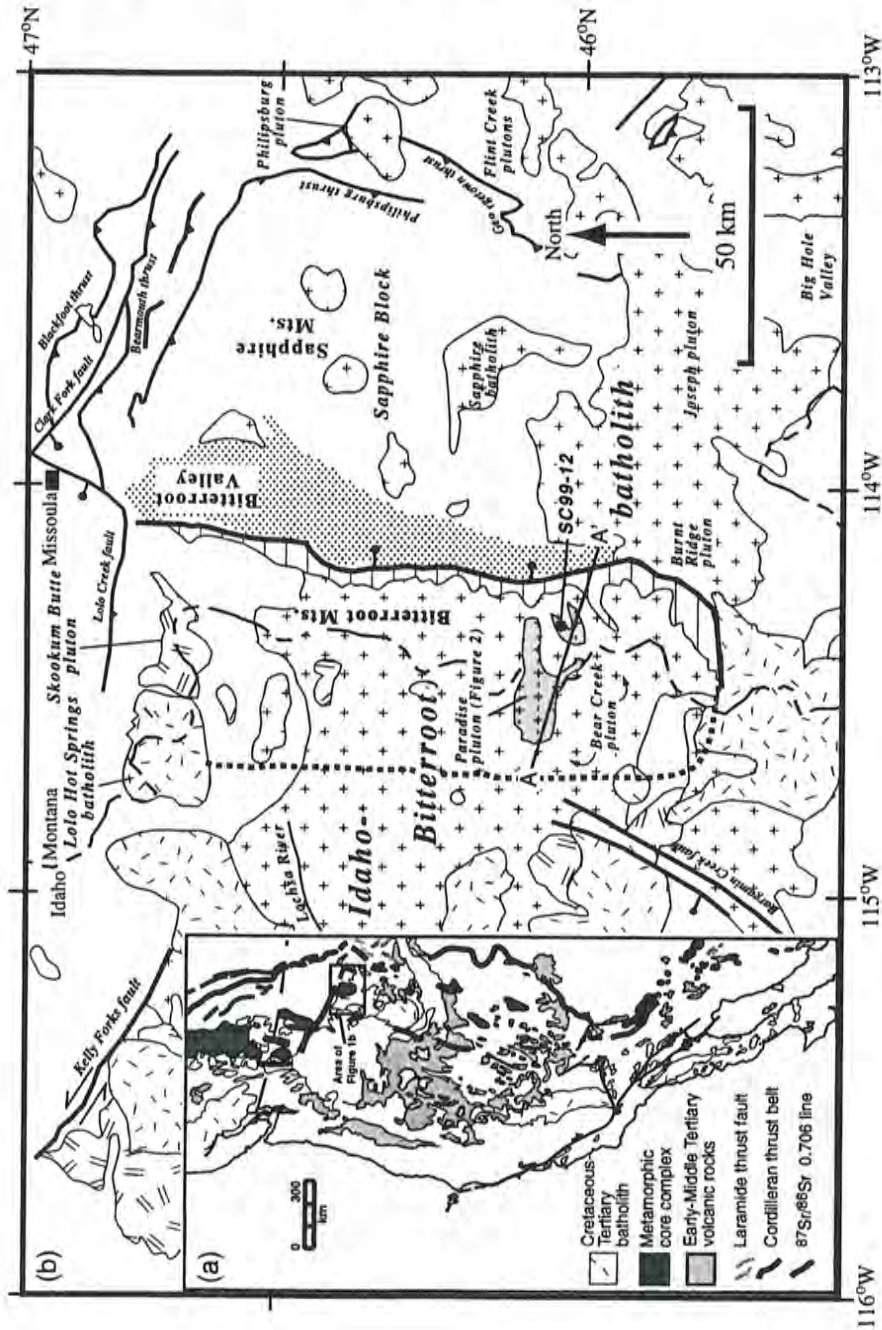 47°N
46°N
113°W
114°W
115°W
116°W
(b)
Idaho
Montana
Missoula
Kelly Forks fault
Lolo Hot Springs
batholith
Skookum Butte
pluton
Lolo Creek fault
Clark Fork fault
Blackfoot thrust
Bearmouth thrust
Philipsburg
pluton
Philipsburg thrust
Georgetown thrust
Flint Creek
plutons
Sapphire
Mts.
Sapphire Block
Sapphire
batholith
Bitterroot
Valley
Bitterroot Mts.
Lochsa River
Idaho--
Bitterroot
batholith
Paradise
pluton (Figure 2)
Bear Creek
pluton
SC99-12
A
A'
Burnt
Ridge
pluton
Joseph pluton
Big Hole
Valley
North
50 km
(a)
Area of
Figure 1b
0 300
km
Cretaceous-
Tertiary
batholith
Metamorphic
core complex
Early-Middle Tertiary
volcanic rocks
Laramide thrust fault
Cordilleran thrust belt
87Sr/86Sr 0.706 line